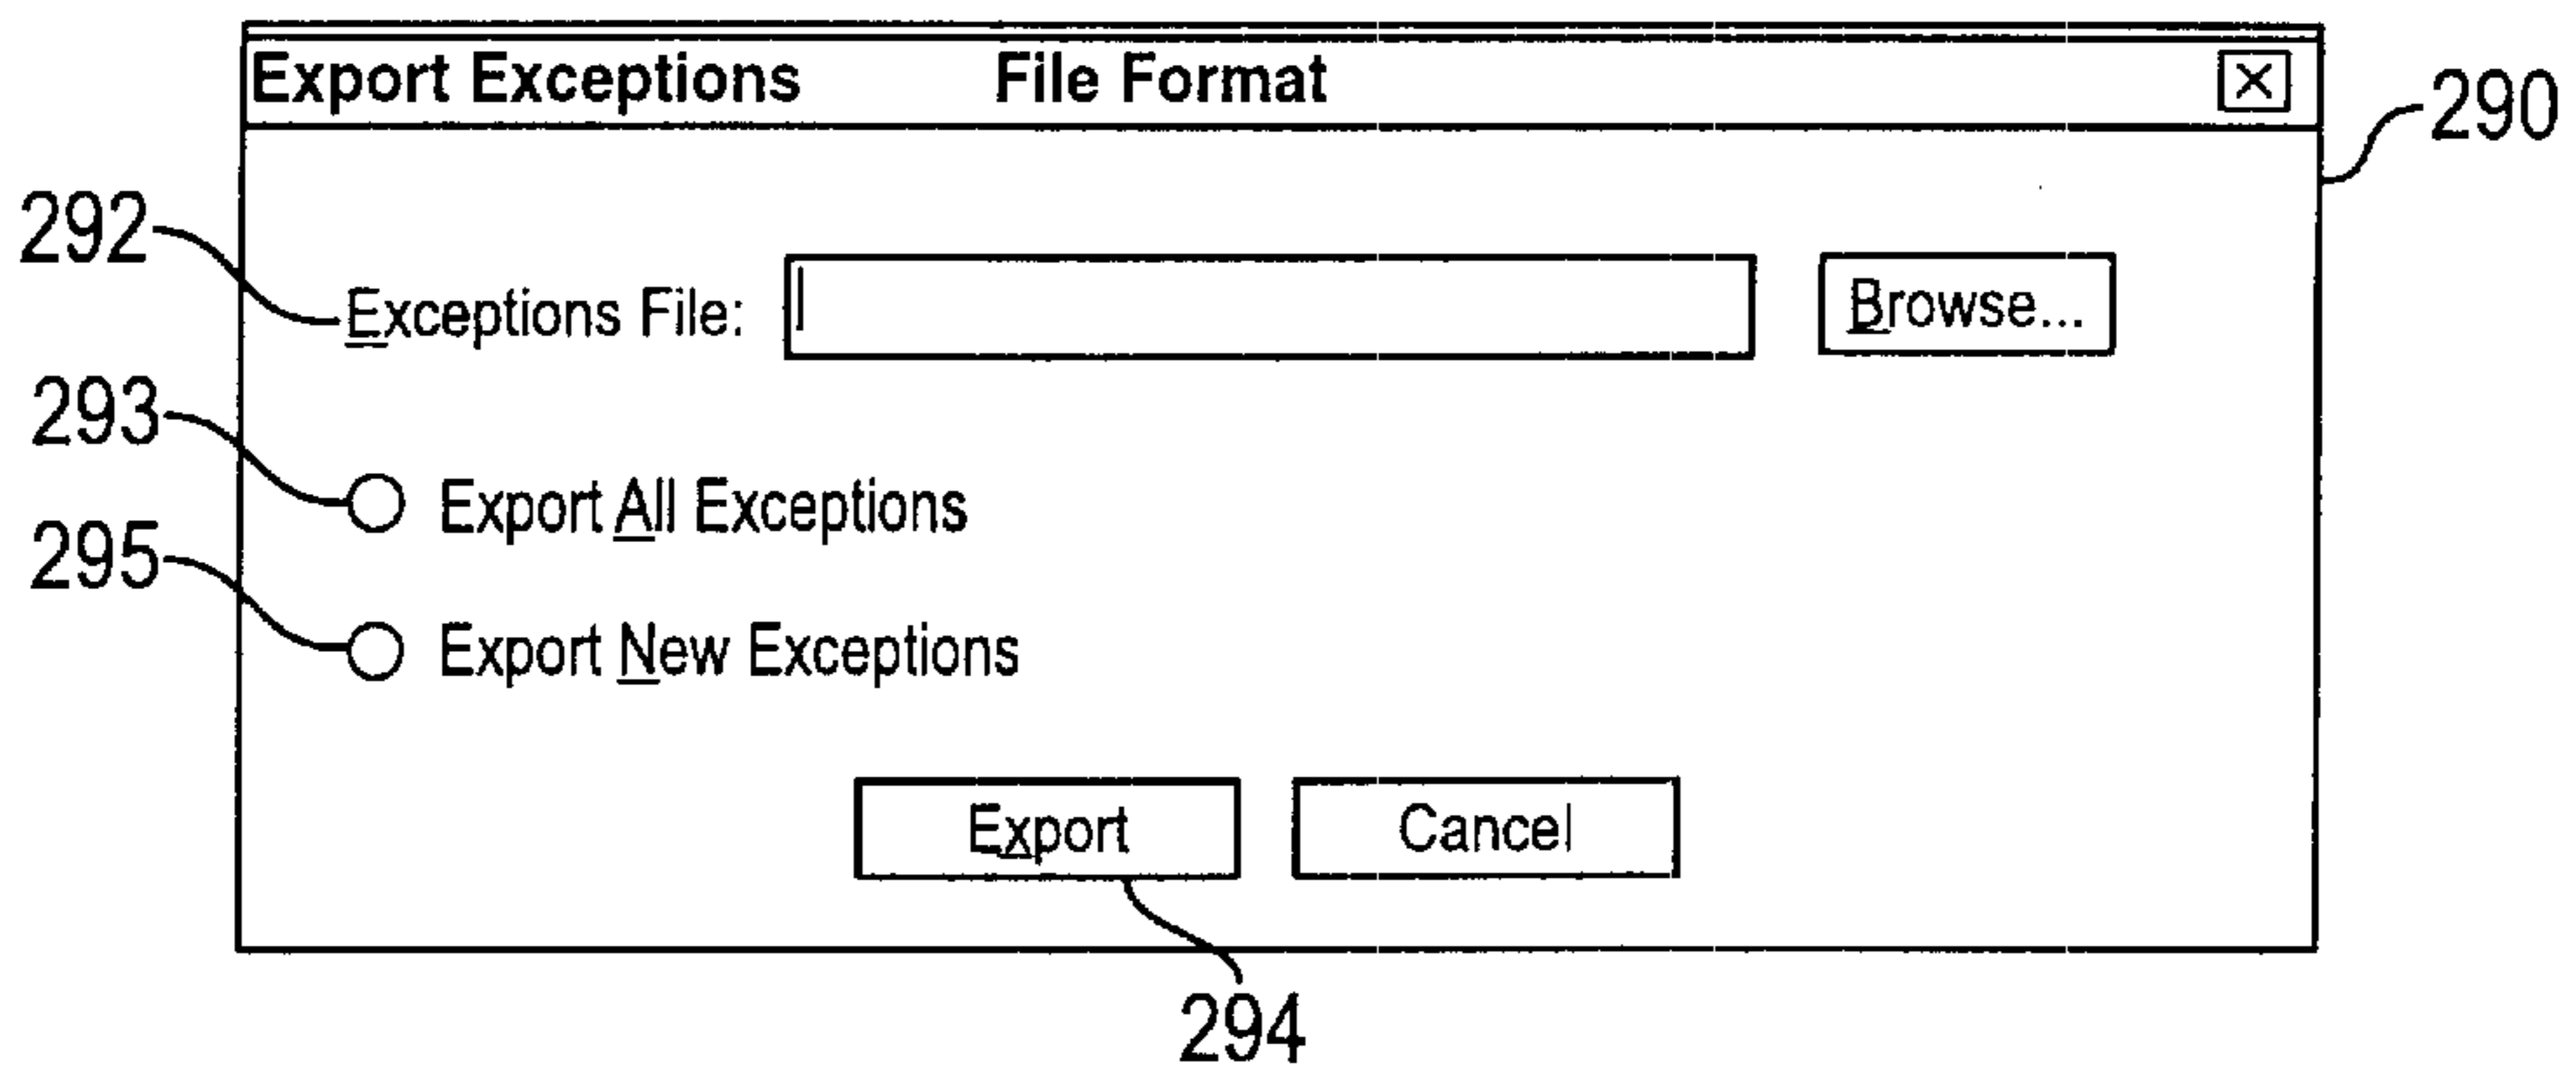 Export Exceptions File Format
290
292
Exceptions File: Browse...
293
Export All Exceptions
295
Export New Exceptions
Export Cancel
294